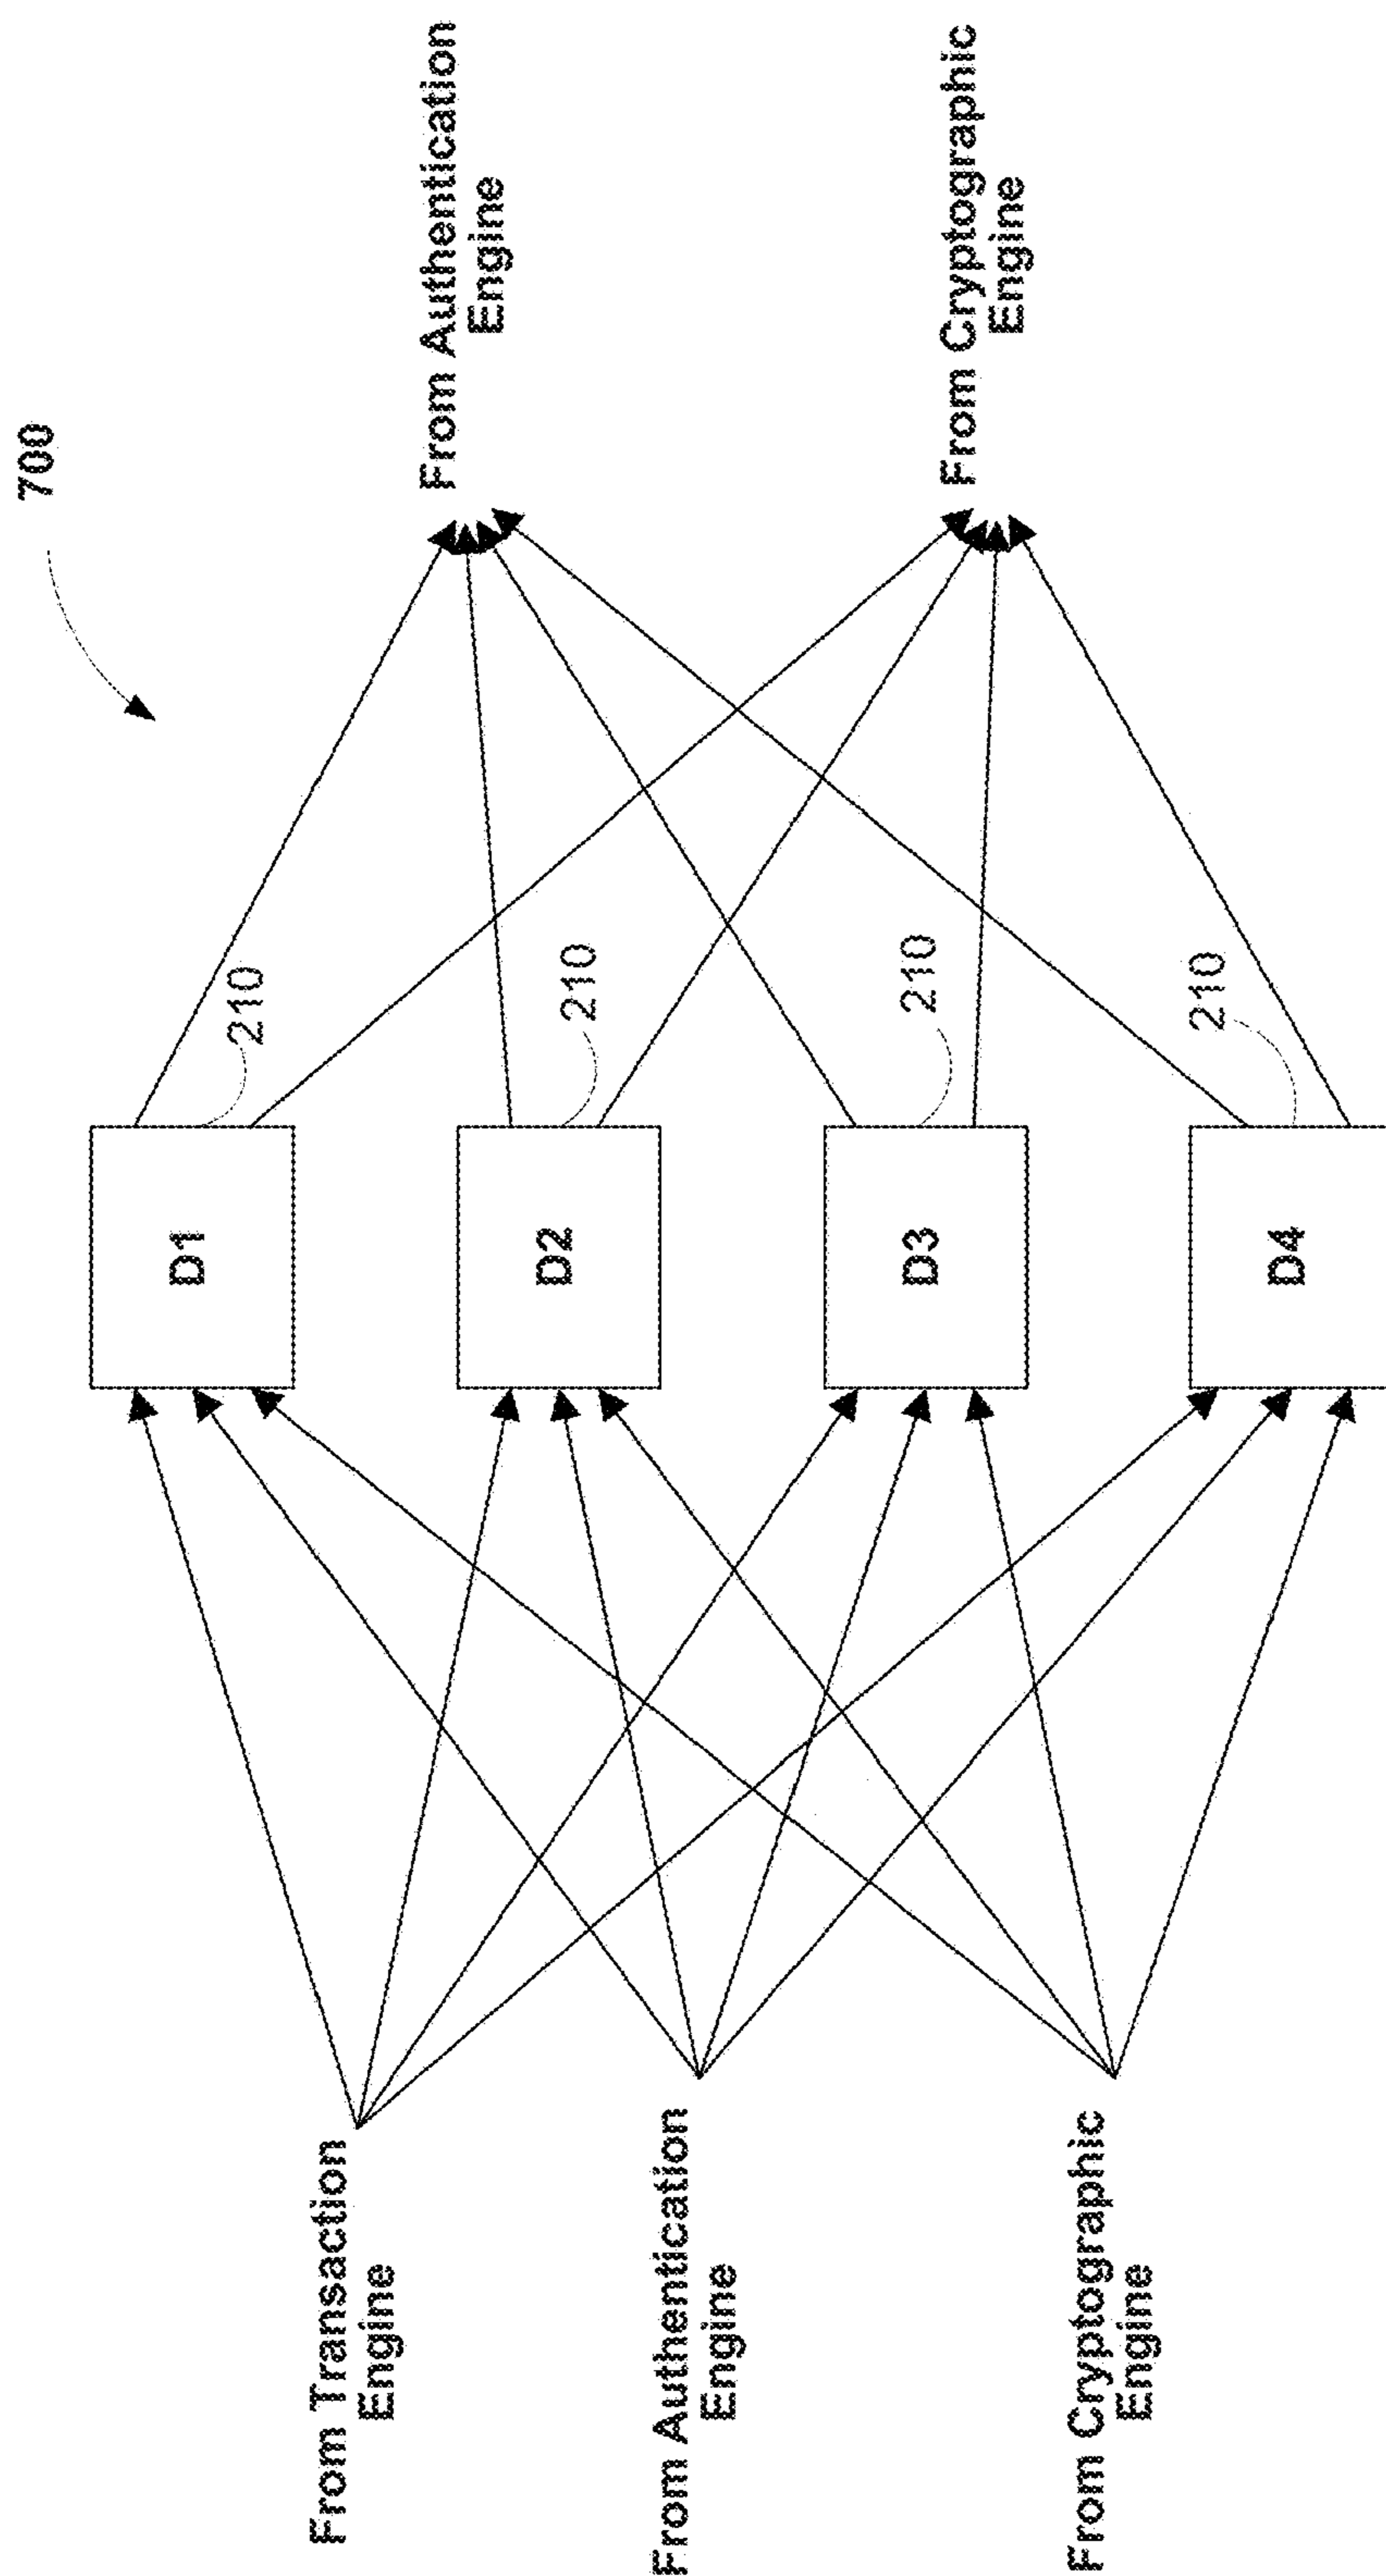 700
From Transaction
Engine
From Authentication
Engine
From Cryptographic
Engine
D1
210
D2
210
D3
210
D4
210
From Authentication
Engine
From Cryptographic
Engine